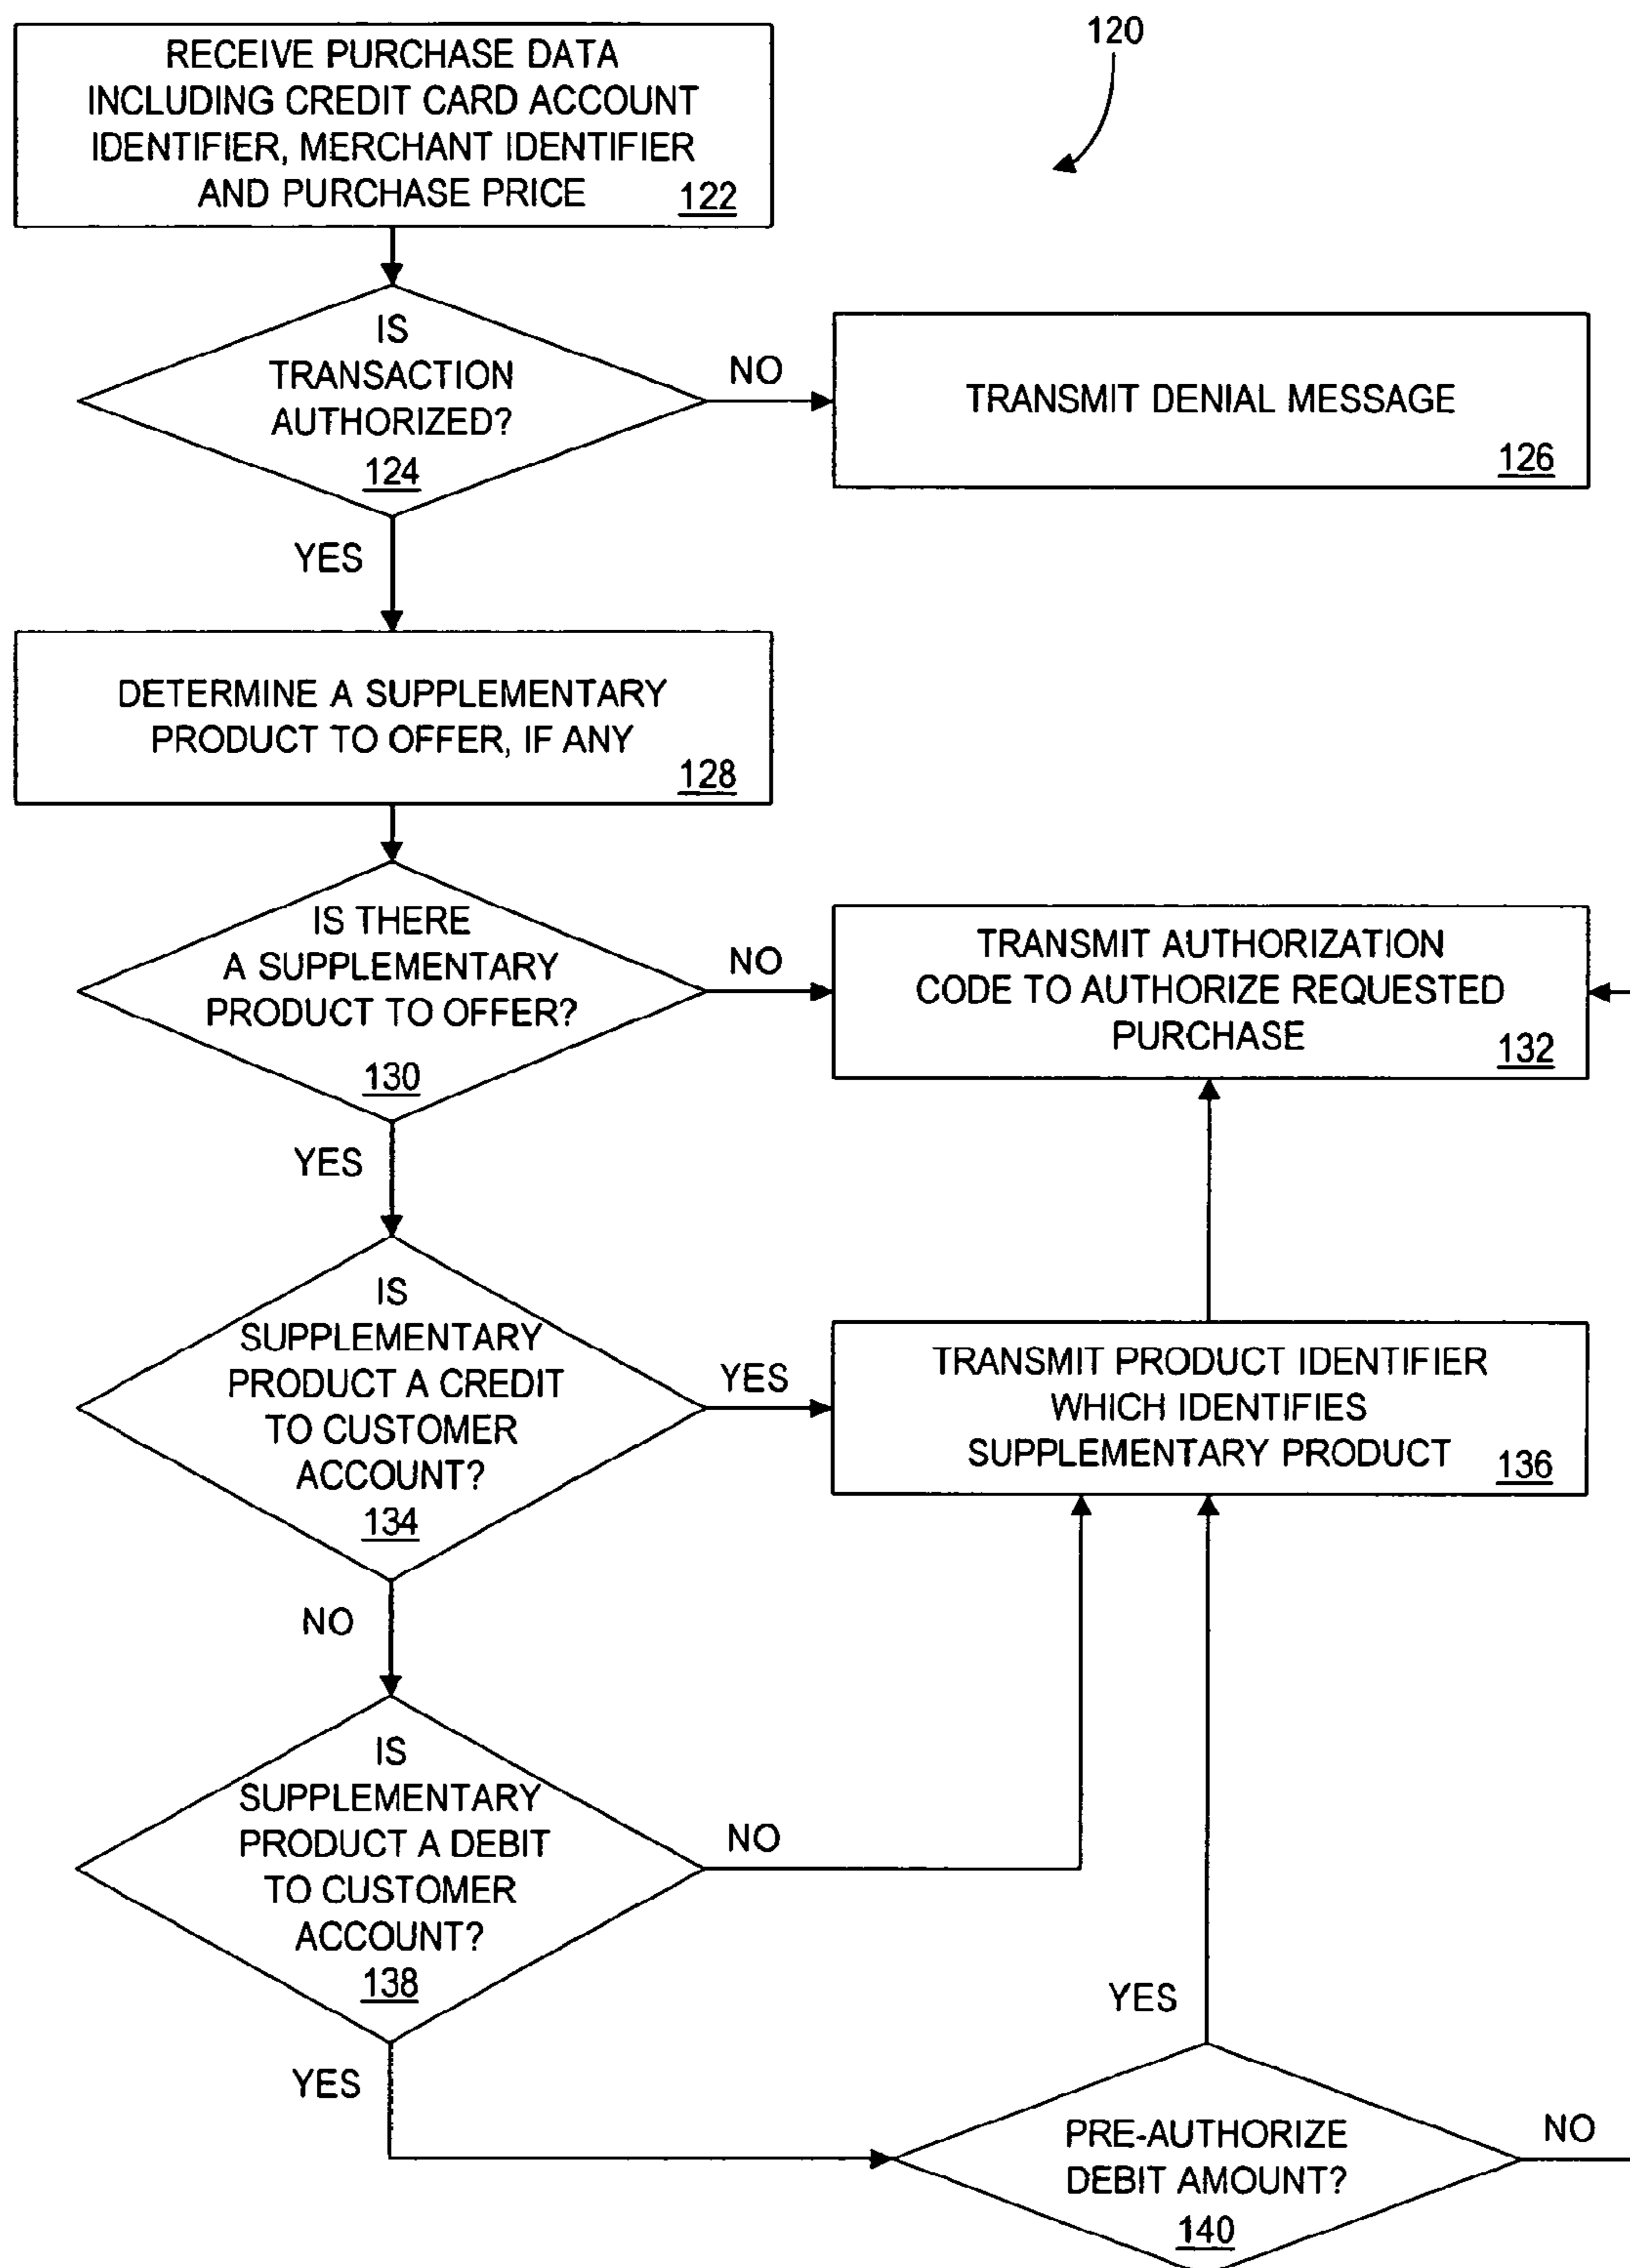 120
RECEIVE PURCHASE DATA
INCLUDING CREDIT CARD ACCOUNT
IDENTIFIER, MERCHANT IDENTIFIER
AND PURCHASE PRICE
122
IS
TRANSACTION
AUTHORIZED?
124
NO
TRANSMIT DENIAL MESSAGE
126
YES
DETERMINE A SUPPLEMENTARY
PRODUCT TO OFFER, IF ANY
128
IS THERE
A SUPPLEMENTARY
PRODUCT TO OFFER?
130
NO
TRANSMIT AUTHORIZATION
CODE TO AUTHORIZE REQUESTED
PURCHASE
132
YES
IS
SUPPLEMENTARY
PRODUCT A CREDIT
TO CUSTOMER
ACCOUNT?
134
YES
TRANSMIT PRODUCT IDENTIFIER
WHICH IDENTIFIES
SUPPLEMENTARY PRODUCT
136
NO
IS
SUPPLEMENTARY
PRODUCT A DEBIT
TO CUSTOMER
ACCOUNT?
138
NO
YES
YES
PRE-AUTHORIZE
DEBIT AMOUNT?
140
NO